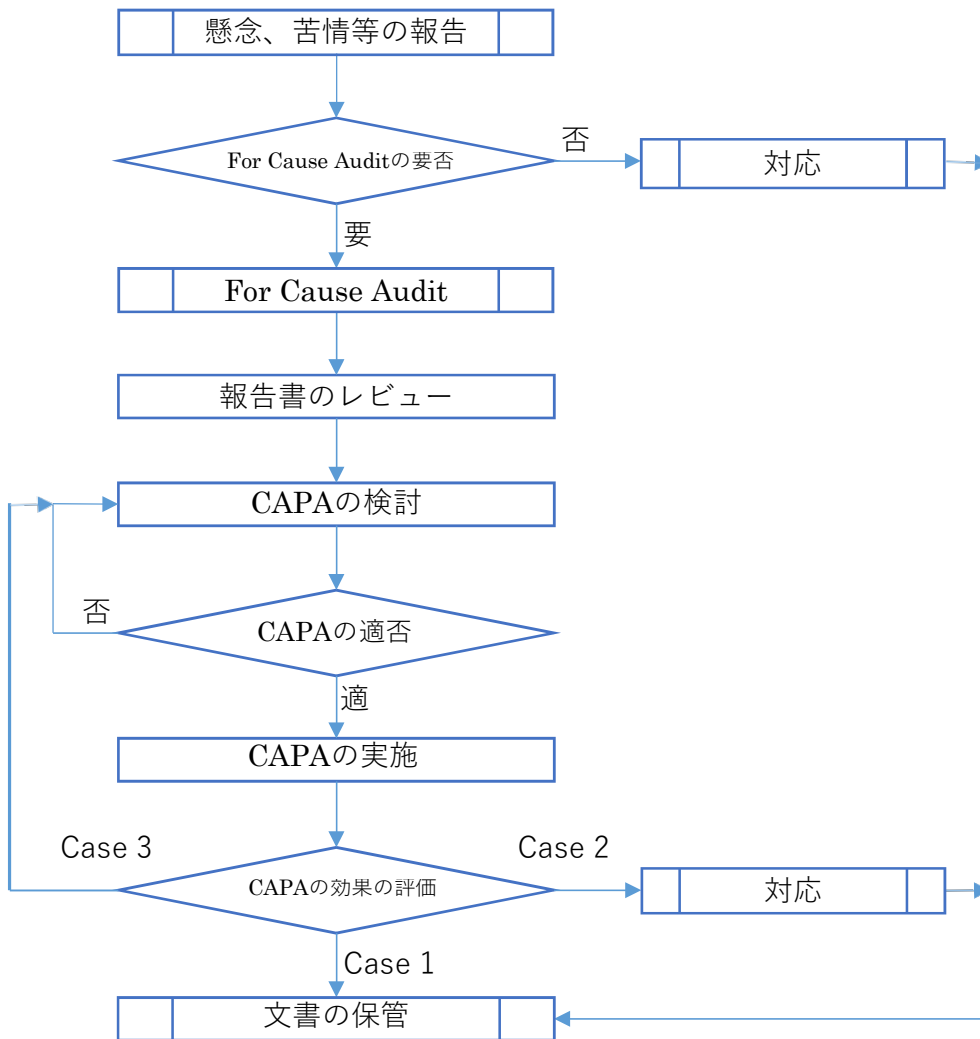 懸念、苦情等の報告
For Cause Auditの要否
否
対応
要
For Cause Audit
報告書のレビュー
CAPAの検討
否
CAPAの適否
適
CAPAの実施
Case 3
Case 2
CAPAの効果の評価
対応
Case 1
文書の保管